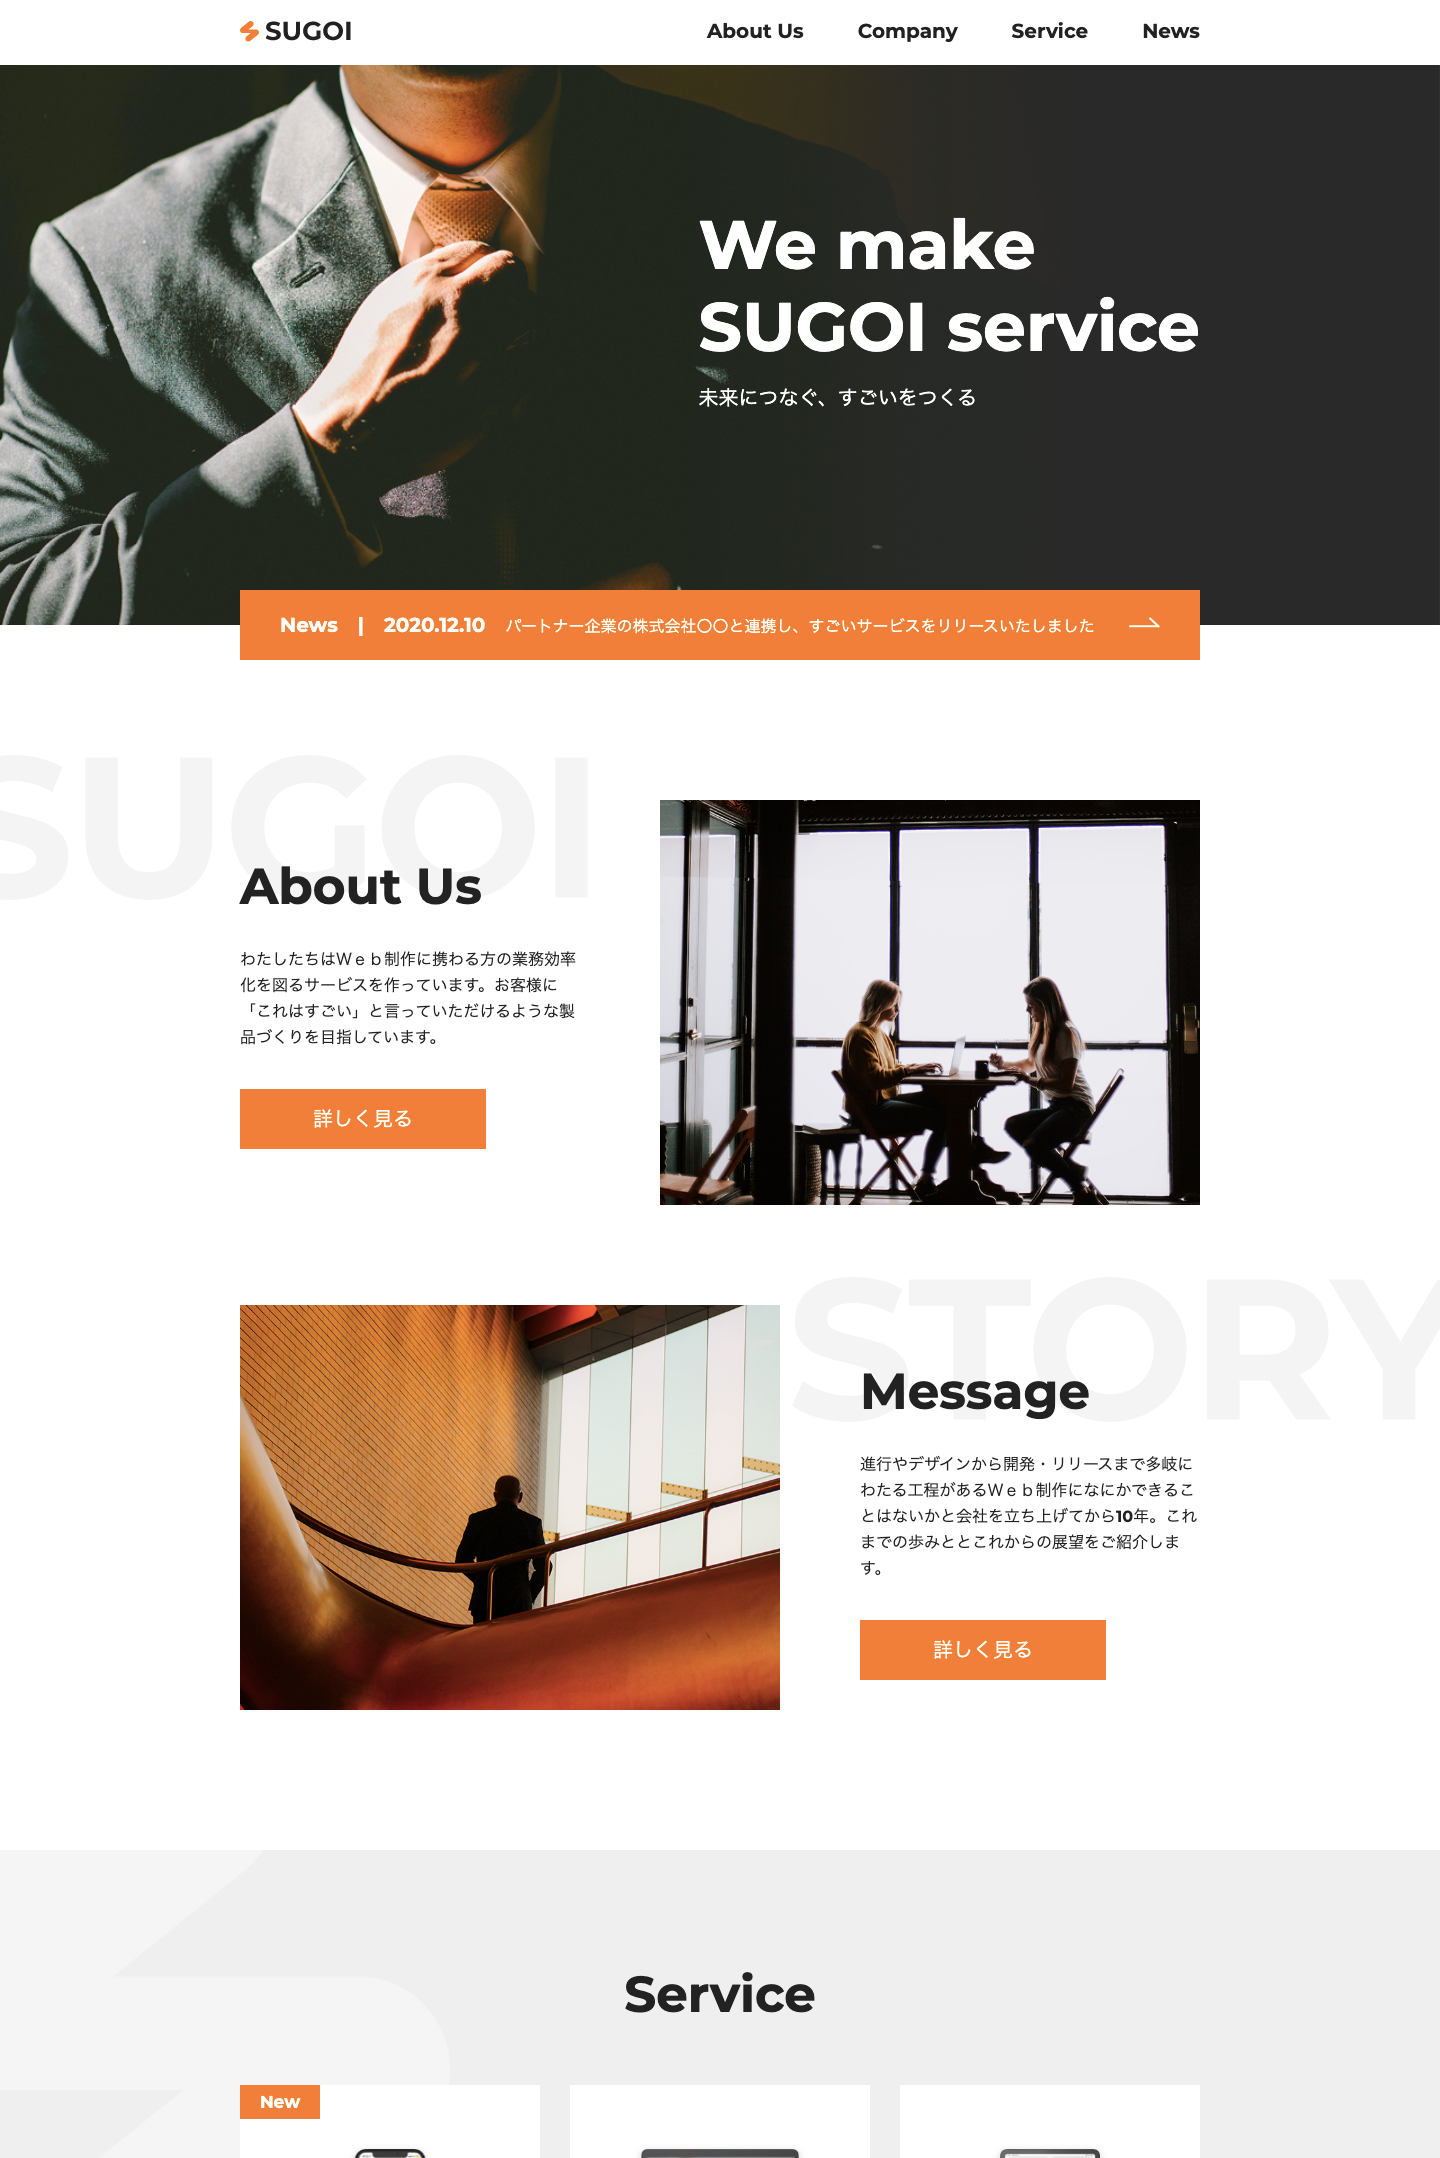 SUGOI
About Us Company Service News
We make
SUGOI service
未来につなぐ、すごいをつくる
News | 2020.12.10 パートナー企業の株式会社〇〇と連携し、すごいサービスをリリースいたしました
SUGOI
About Us
わたしたちはＷｅｂ制作に携わる方の業務効率
化を図るサービスを作っています。お客様に
「これはすごい」と言っていただけるような製
品づくりを目指しています。
詳しく見る
STORY
Message
進行やデザインから開発・リリースまで多岐に
わたる工程があるＷｅｂ制作になにかできるこ
とはないかと会社を立ち上げてから10年。これ
までの歩みととこれからの展望をご紹介しま
す。
詳しく見る
Service
New